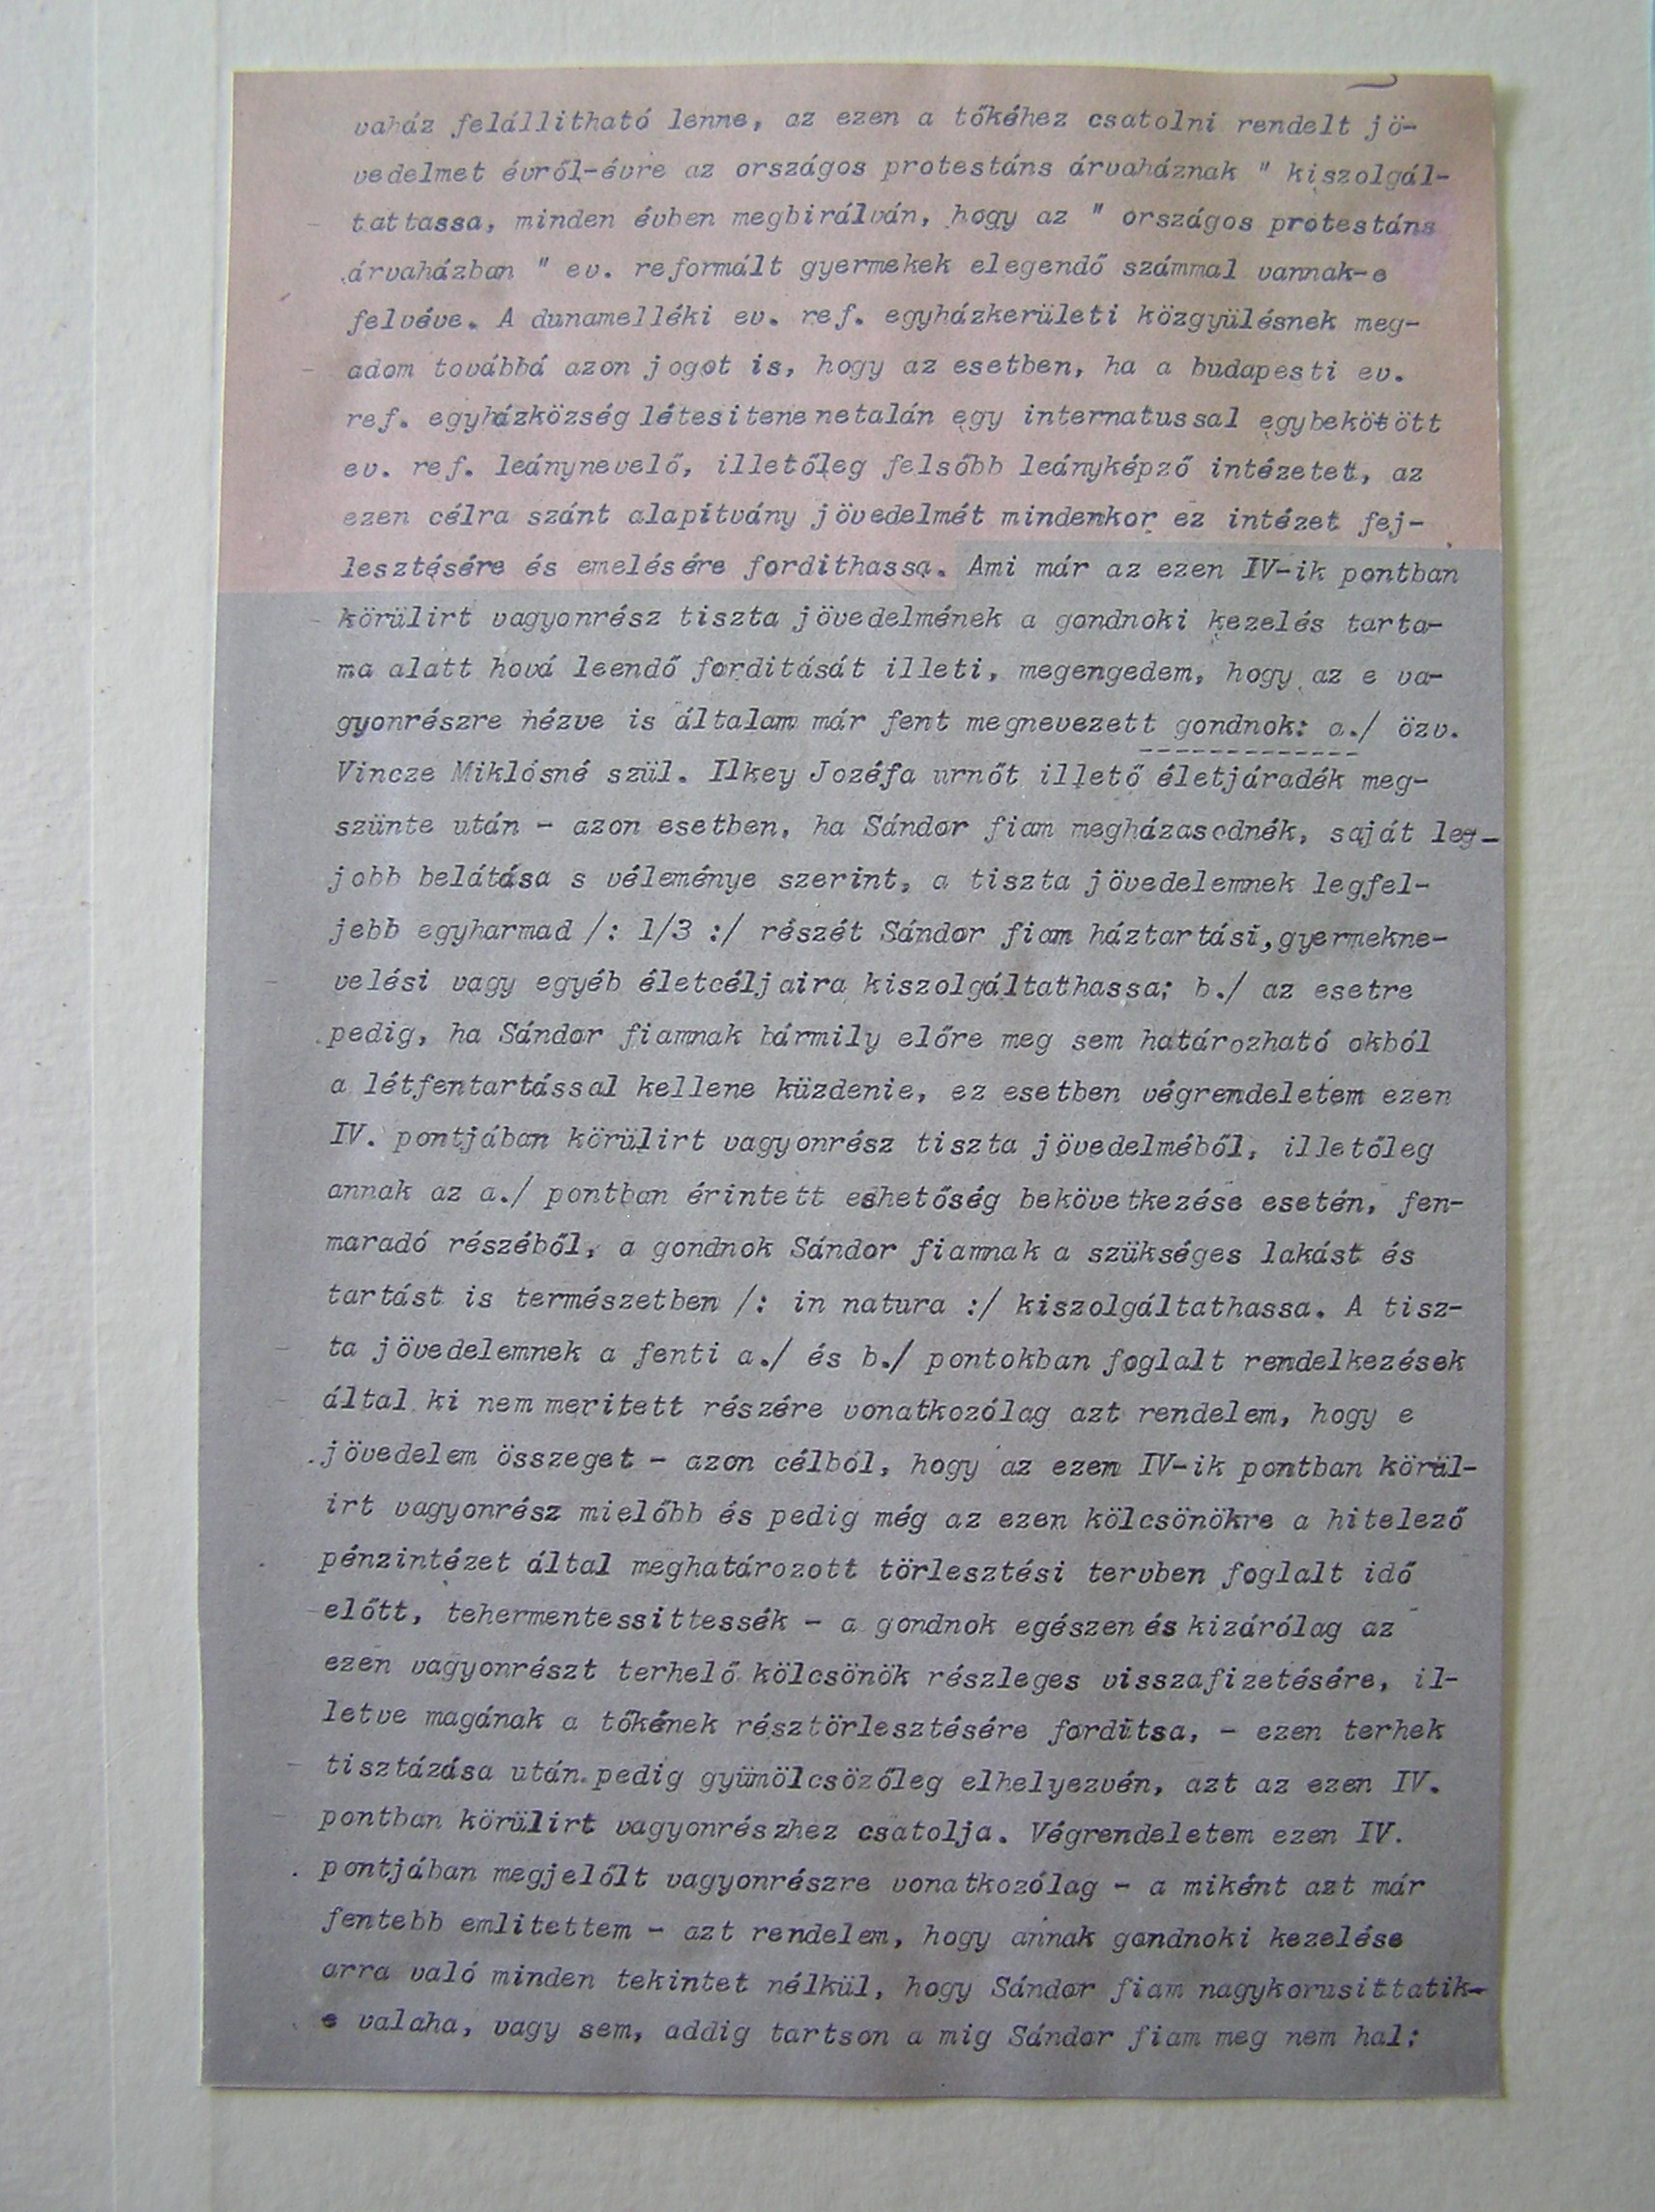 vaház felállitható lenne, az ezen a tőkéhez csatolni rendelt jö-
vedelmet évről-évre az országos protestáns árvaháznak " kiszolgál-
tattassa, minden évben megbirálván, hogy az " országos protestáns
árvaházban " ev. reformált gyermekek elegendő számmal vannak-e
felvéve. A dunamelléki ev. ref. egyházkerületi közgyülésnek meg-
adom továbbá azon jogot is, hogy az esetben, ha a budapesti ev.
ref. egyházközség létesitene netalán egy internatussal egybekötött
ev. ref. leánynevelő, illetőleg felsőbb leányképző intézetet, az
ezen célra szánt alapitvány jövedelmét mindenkor ez intézet fej-
lesztésére és emelésére fordithassa. Ami már az ezen IV-ik pontban
körülirt vagyonrész tiszta jövedelmének a gondnoki kezelés tarta-
ma alatt hová leendő forditását illeti, megengedem, hogy az e va-
gyonrészre nézve is általam már fent megnevezett gondnok: a./ özv.
Vincze Miklósné szül. Ilkey Jozéfa urnőt illető életjáradék meg-
szünte után - azon esetben, ha Sándor fiam megházasodnék, saját leg-
jobb belátása s véleménye szerint, a tiszta jövedelemnek legfel-
jebb egyharmad /: 1/3 :/ részét Sándor fiam háztartási,gyermekne-
velési vagy egyéb életcéljaira kiszolgáltathassa; b./ az esetre
pedig, ha Sándor fiamnak bármily előre meg sem határozható okból
a létfentartással kellene küzdenie, ez esetben végrendeletem ezen
IV. pontjában körülirt vagyonrész tiszta jövedelméből, illetőleg
annak az a./ pontban érintett eshetőség bekövetkezése esetén, fen-
maradó részéből, a gondnok Sándor fiamnak a szükséges lakást és
tartást is természetben /: in natura :/ kiszolgáltathassa. A tisz-
ta jövedelemnek a fenti a./ és b./ pontokban foglalt rendelkezések
által ki nem meritett részére vonatkozólag azt rendelem, hogy e
jövedelem összeget - azon célból, hogy az ezen IV-ik pontban körül-
irt vagyonrész mielőbb és pedig még az ezen kölcsönökre a hitelező
pénzintézet által meghatározott törlesztési tervben foglalt idő
előtt, tehermentessittessék - a gondnok egészen és kizárólag az
ezen vagyonrészt terhelő kölcsönök részleges visszafizetésére, il-
letve magának a tőkének résztörlesztésére forditsa, - ezen terhek
tisztázása után pedig gyümölcsözőleg elhelyezvén, azt az ezen IV.
pontban körülirt vagyonrészhez csatolja. Végrendeletem ezen IV.
pontjában megjelőlt vagyonrészre vonatkozólag - a miként azt már
fentebb emlitettem - azt rendelem, hogy annak gondnoki kezelése
arra való minden tekintet nélkül, hogy Sándor fiam nagykorusittatik-
e valaha, vagy sem, addig tartson a mig Sándor fiam meg nem hal;